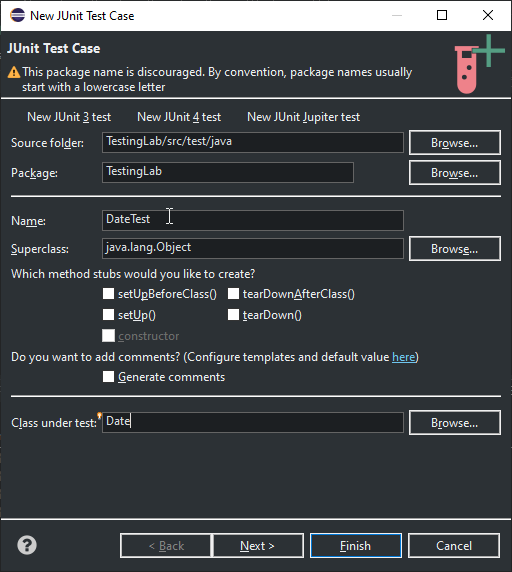 New JUnit Test Case
JUnit Test Case
This package name is discouraged. By convention, package names usually
start with a lowercase letter
New JUnit 3 test New JUnit 4 test New JUnit Jupiter test
Source folder: TestingLab/src/test/java Browse...
Package: TestingLab Browse...
Name: DateTest
Superclass: java.lang.Object Browse...
Which method stubs would you like to create?
setUpBeforeClass() tearDownAfterClass()
setUp() tearDown()
constructor
Do you want to add comments? (Configure templates and default value here)
Generate comments
Class under test: Date Browse...
? < Back Next > Finish Cancel